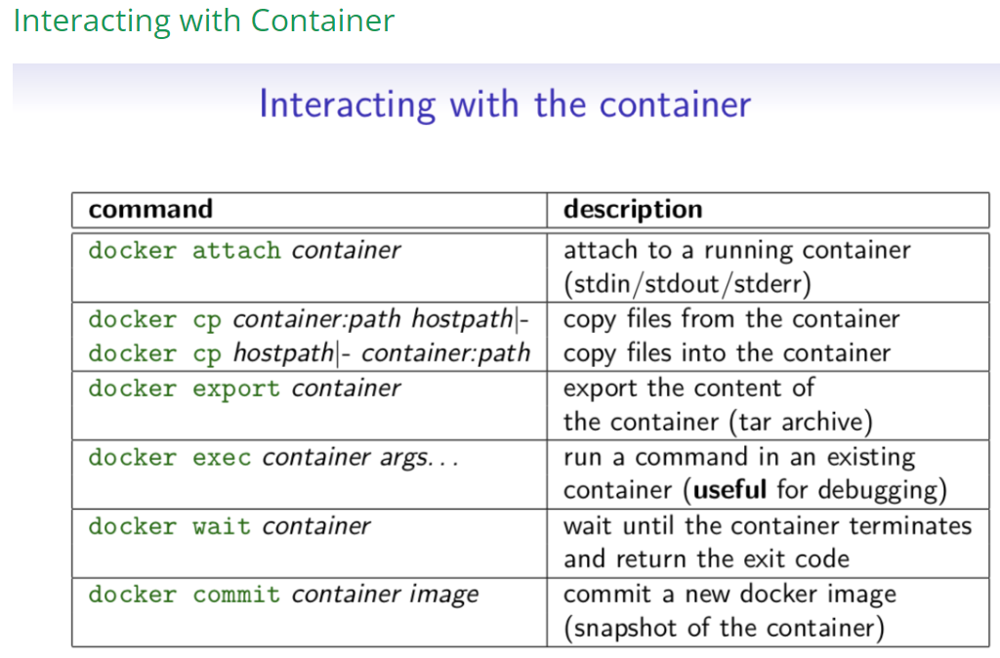 Interacting with Container
Interacting with the container
command description
docker attach container attach to a running container
(stdin/stdout/stderr)
docker cp container:path hostpath|- copy files from the container
docker cp hostpath|- container:path copy files into the container
docker export container export the content of
the container (tar archive)
docker exec container args... run a command in an existing
container (useful for debugging)
docker wait container wait until the container terminates
and return the exit code
docker commit container image commit a new docker image
(snapshot of the container)